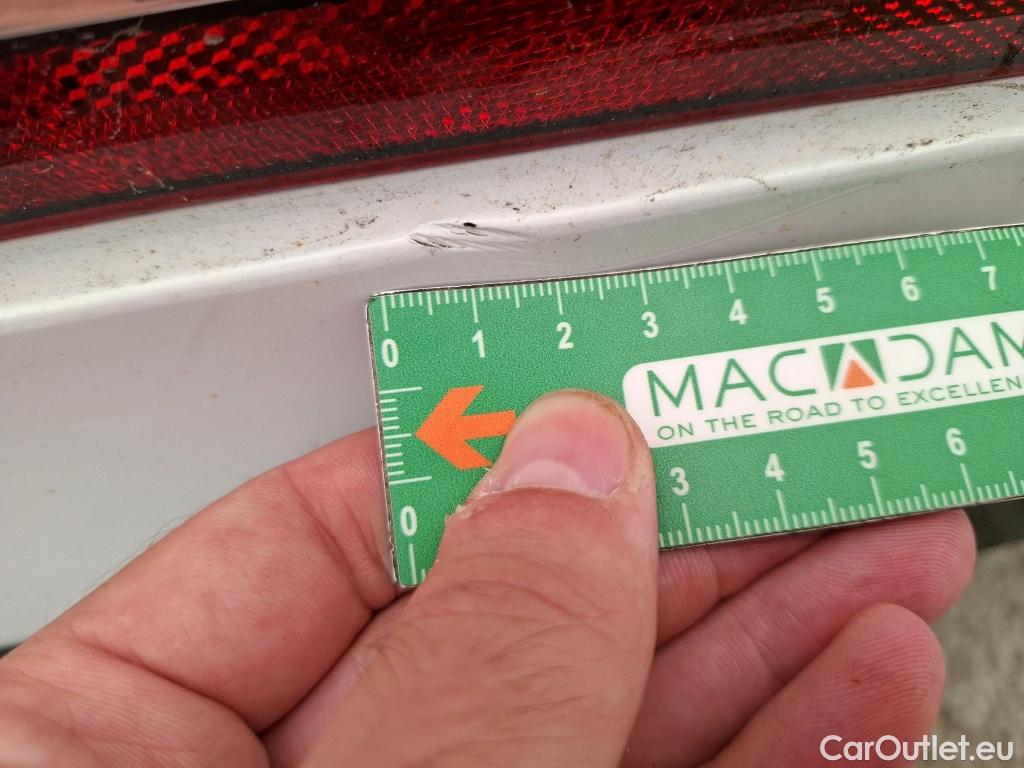 0 1 2 3 4 5 6 7
MACADAM
ON THE ROAD TO EXCELLEN
0 3 4 5 6
CarOutlet.eu